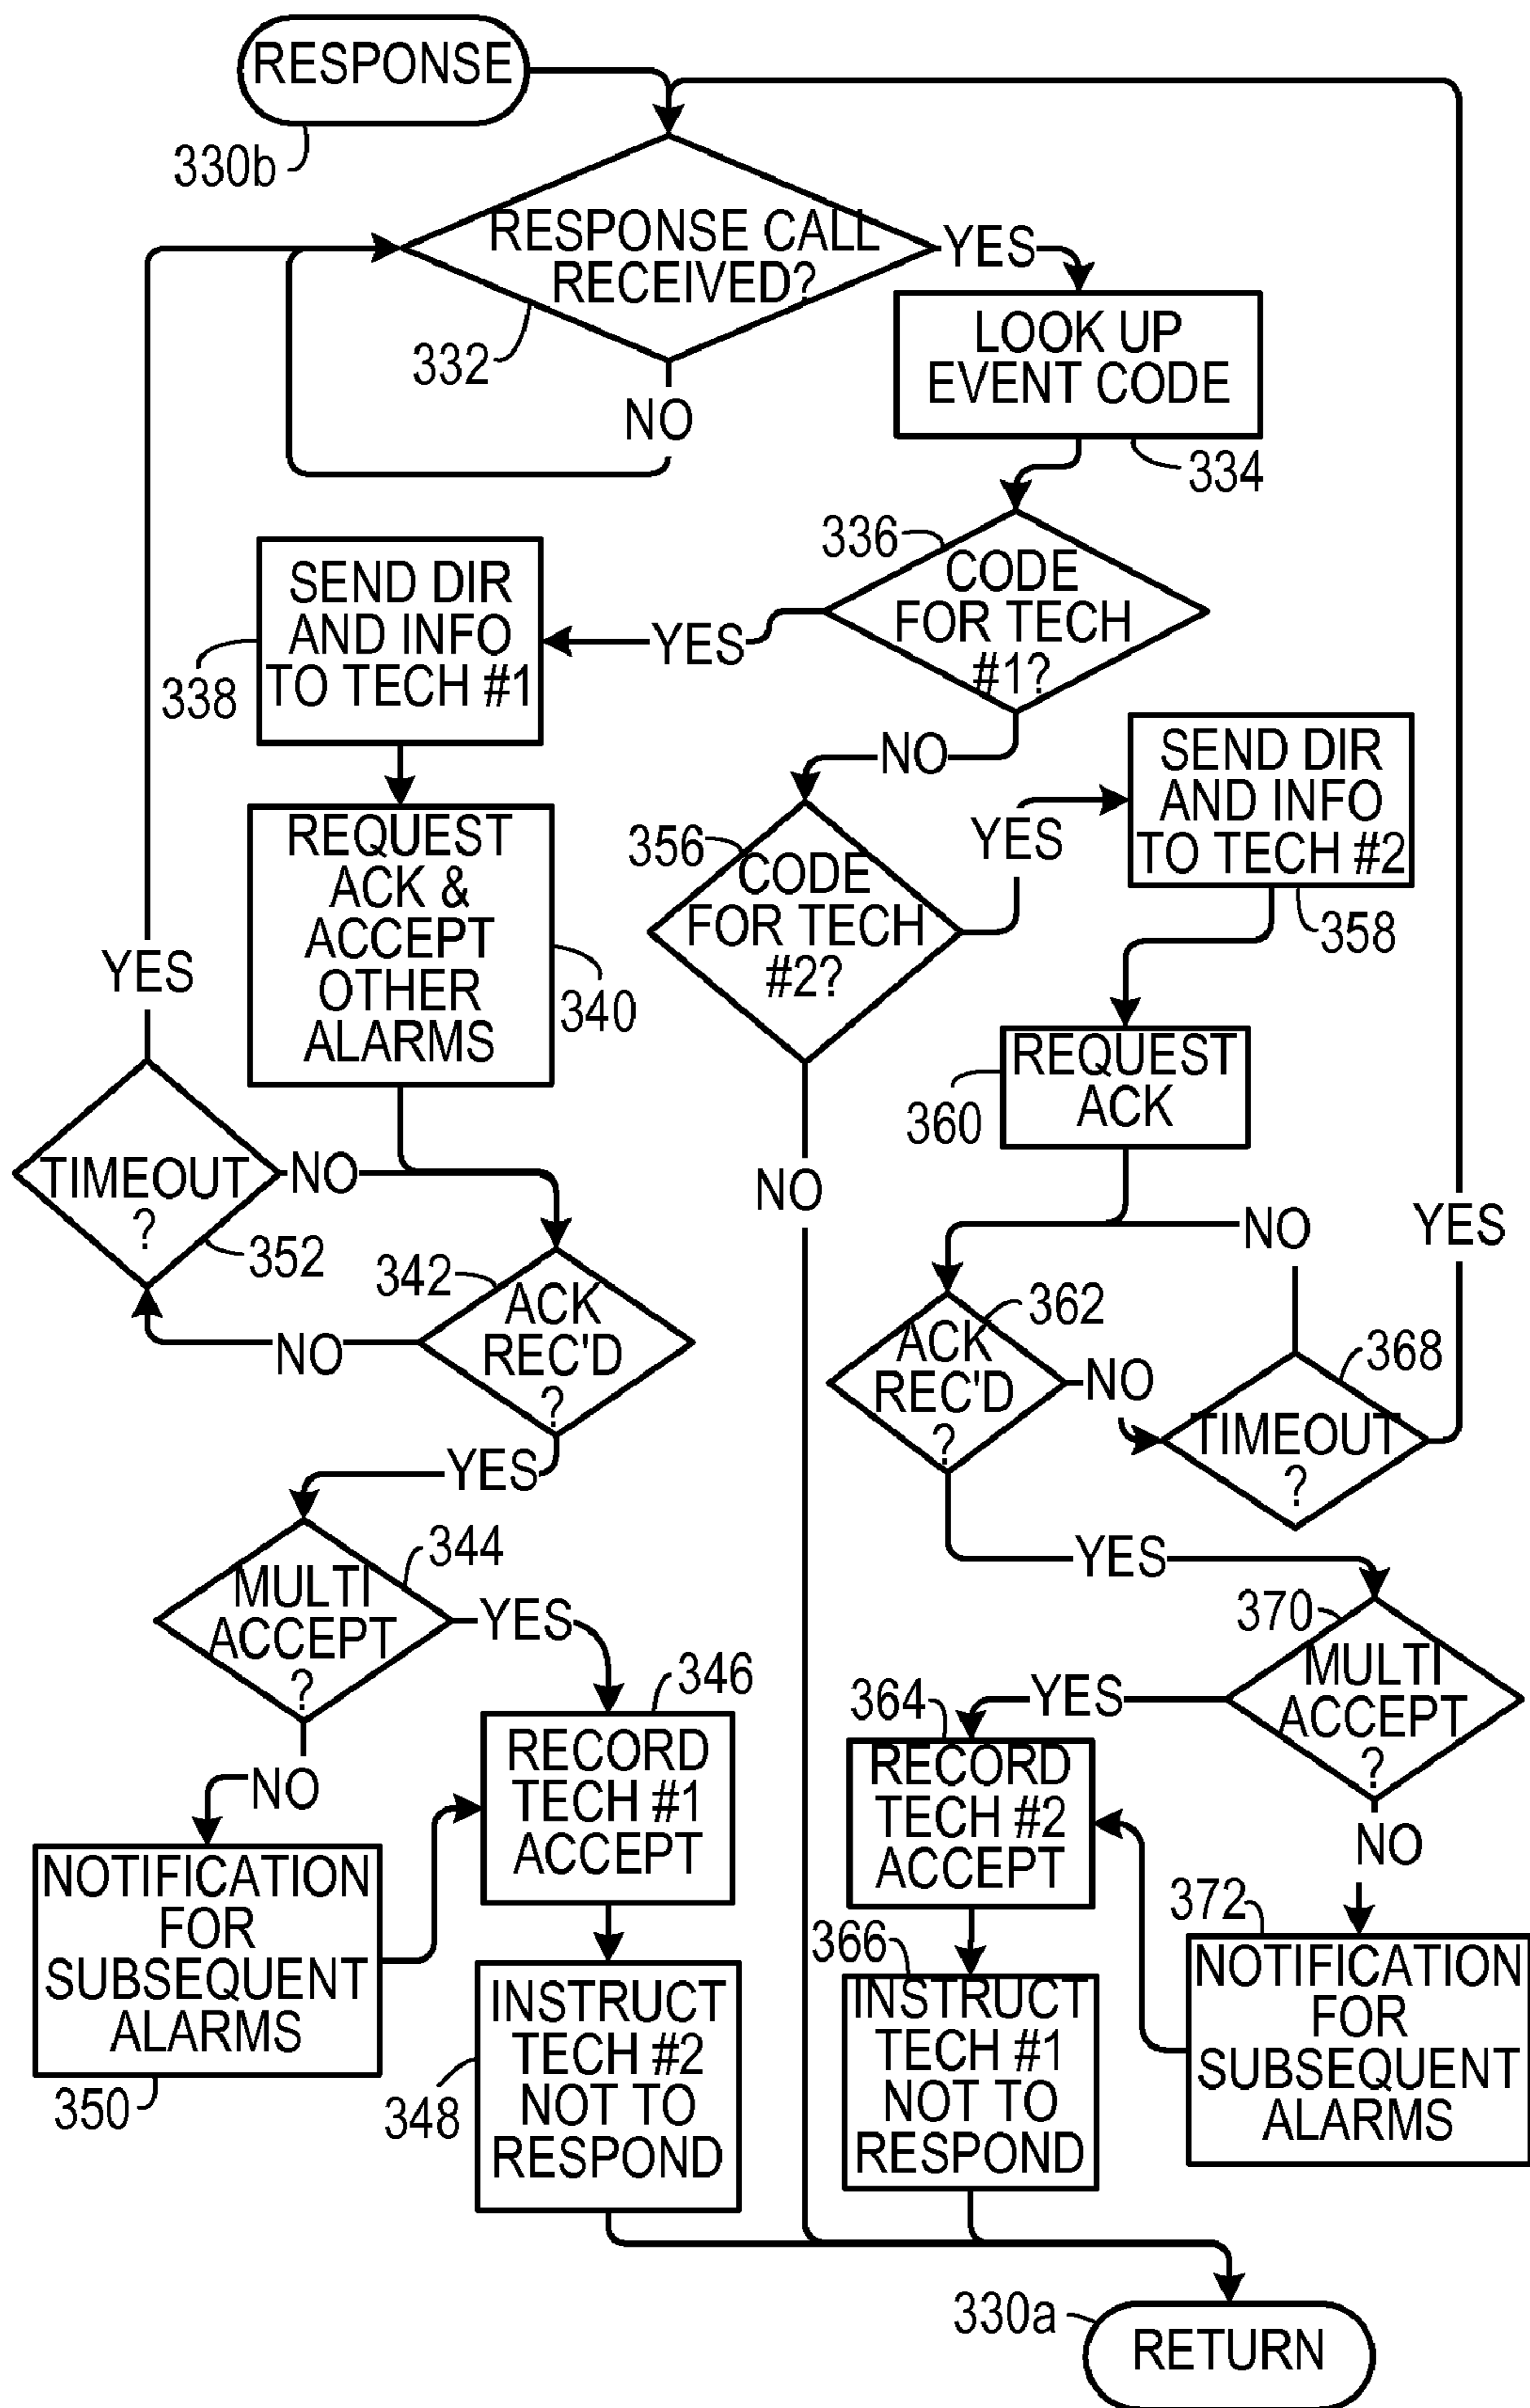 RESPONSE
330b
RESPONSE CALL
RECEIVED?
332
YES
NO
LOOK UP
EVENT CODE
334
336
CODE
FOR TECH
#1?
YES
NO
SEND DIR
AND INFO
TO TECH #1
338
REQUEST
ACK &
ACCEPT
OTHER
ALARMS
340
356
CODE
FOR TECH
#2?
YES
NO
SEND DIR
AND INFO
TO TECH #2
358
REQUEST
ACK
360
YES
TIMEOUT
?
NO
352
342
ACK
REC'D
?
NO
YES
362
ACK
REC'D
?
NO
YES
NO
368
TIMEOUT
?
YES
344
MULTI
ACCEPT
?
YES
NO
346
RECORD
TECH #1
ACCEPT
NOTIFICATION
FOR
SUBSEQUENT
ALARMS
350
INSTRUCT
TECH #2
NOT TO
RESPOND
348
370
MULTI
ACCEPT
?
YES
NO
364
RECORD
TECH #2
ACCEPT
366
INSTRUCT
TECH #1
NOT TO
RESPOND
372
NOTIFICATION
FOR
SUBSEQUENT
ALARMS
330a
RETURN